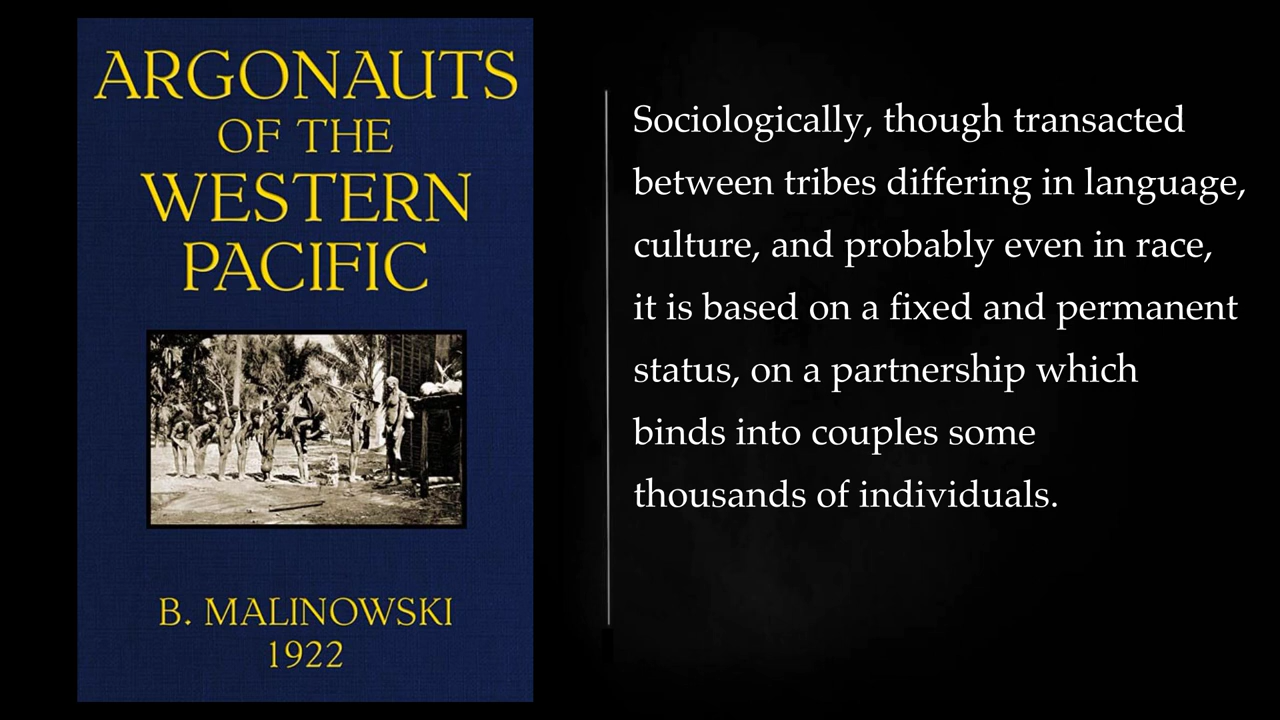 ARGONAUTS
OF THE
WESTERN
PACIFIC
B. MALINOWSKI
1922
Sociologically, though transacted
between tribes differing in language,
culture, and probably even in race,
it is based on a fixed and permanent
status, on a partnership which
binds into couples some
thousands of individuals.